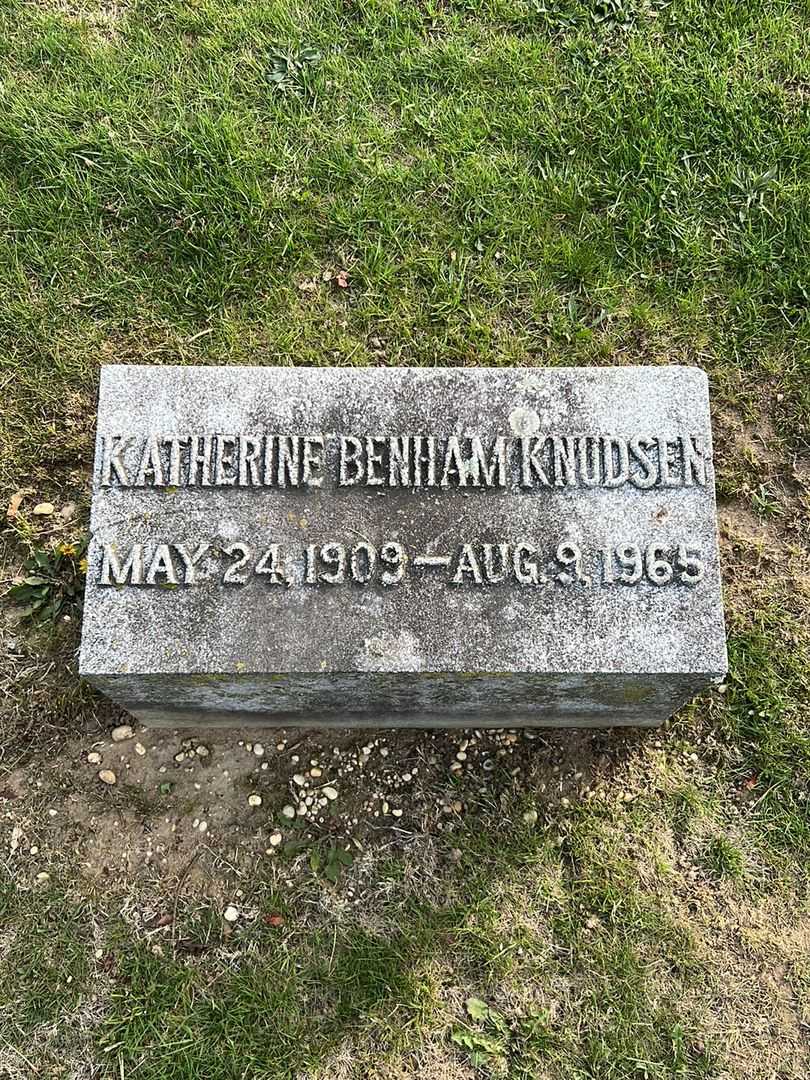 KATHERINE BENHAM KNUDSEN
MAY 24, 1909 — AUG. 9, 1965